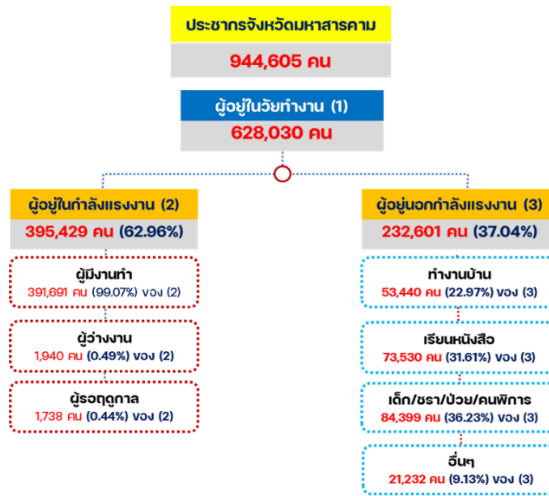 ประชากรจังหวัดมหาสารคาม
944,605 คน
ผู้อยู่ในวัยทำงาน (1)
628,030 คน
ผู้อยู่ในกำลังแรงงาน (2)
395,429 คน (62.96%)
ผู้มีงานทำ
391,691 คน (99.07%) ของ (2)
ผู้ว่างงาน
1,940 คน (0.49%) ของ (2)
ผู้รอฤดูกาล
1,738 คน (0.44%) ของ (2)
ผู้อยู่นอกกำลังแรงงาน (3)
232,601 คน (37.04%)
ทำงานบ้าน
53,440 คน (22.97%) ของ (3)
เรียนหนังสือ
73,530 คน (31.61%) ของ (3)
เด็ก/ชรา/ป่วย/คนพิการ
84,399 คน (36.23%) ของ (3)
อื่นๆ
21,232 คน (9.13%) ของ (3)